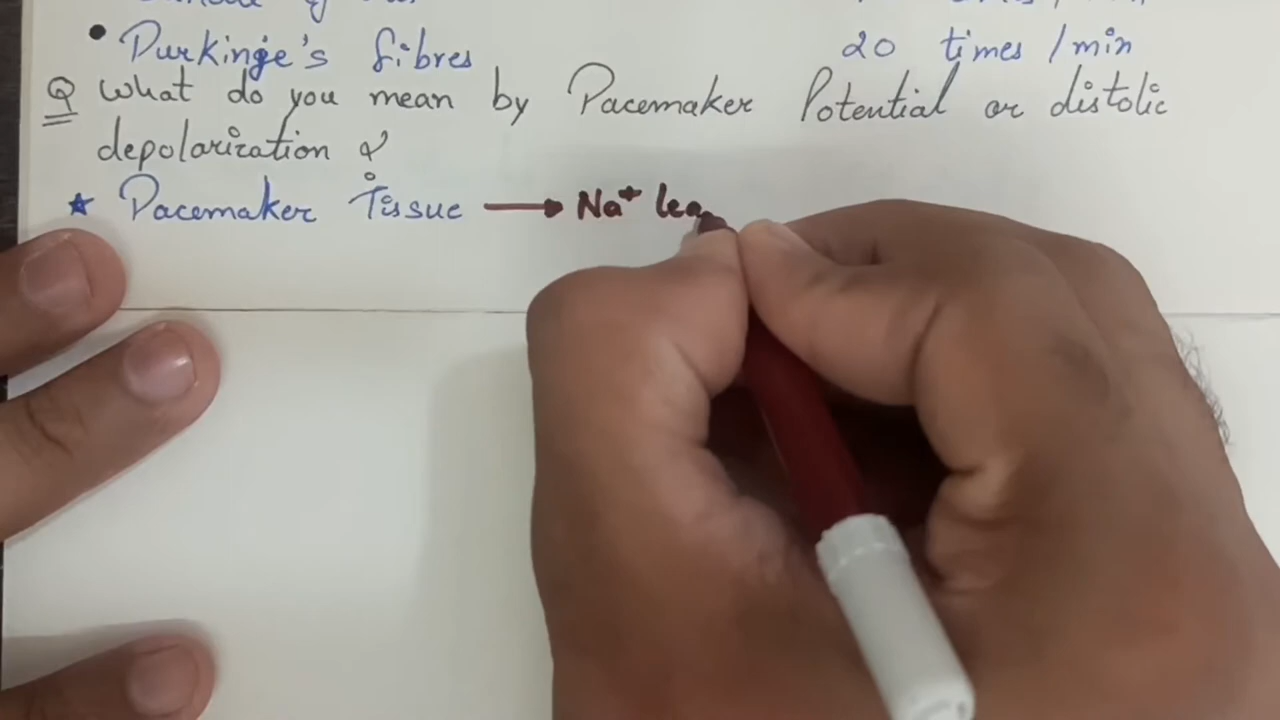 • Purkinje's fibres 20 times /min
Q What do you mean by Pacemaker Potential or distolic
depolarization ?
★ Pacemaker Tissue → Na+ lea